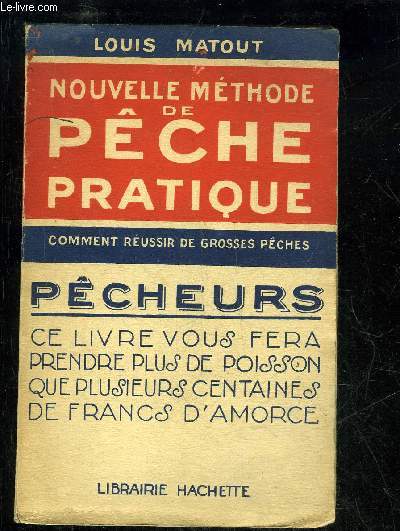 LOUIS MATOUT
NOUVELLE MÉTHODE
DE
PÊCHE
PRATIQUE
COMMENT RÉUSSIR DE GROSSES PÊCHES
PÊCHEURS
CE LIVRE VOUS FERA
PRENDRE PLUS DE POISSON
QUE PLUSIEURS CENTAINES
DE FRANCS D'AMORCE
LIBRAIRIE HACHETTE
le-livre.com